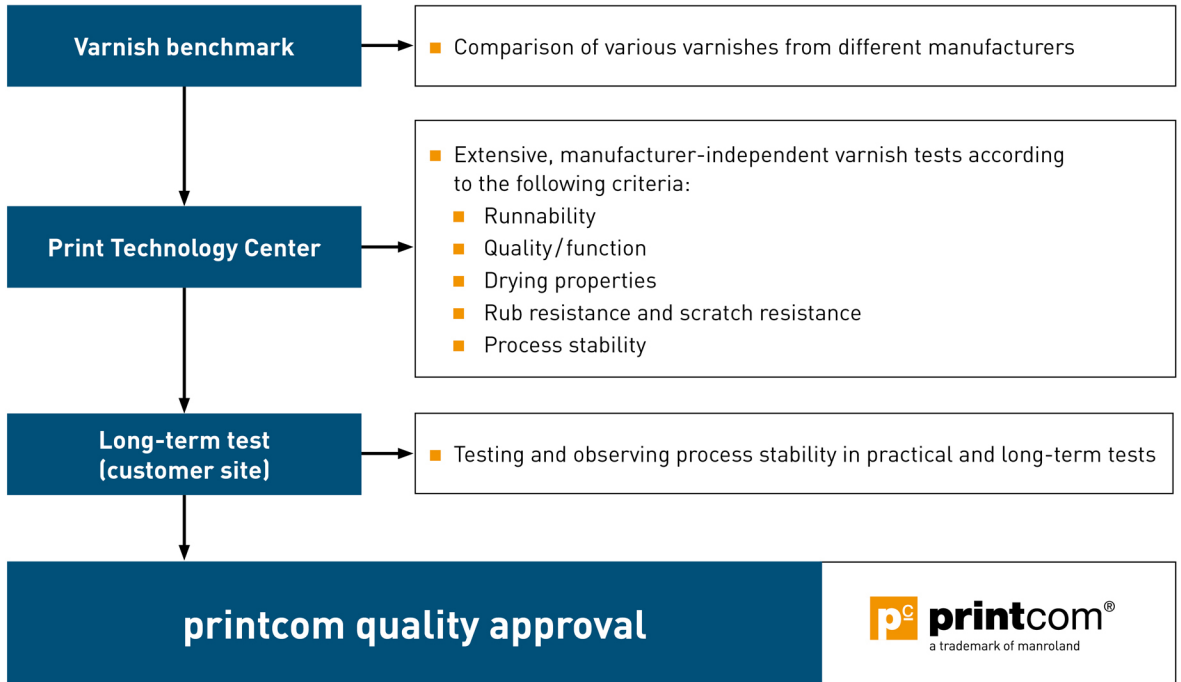 Varnish benchmark
Comparison of various varnishes from different manufacturers
Print Technology Center
Extensive, manufacturer-independent varnish tests according
to the following criteria:
Runnability
Quality/function
Drying properties
Rub resistance and scratch resistance
Process stability
Long-term test
(customer site)
Testing and observing process stability in practical and long-term tests
printcom quality approval
pc printcom®
a trademark of manroland